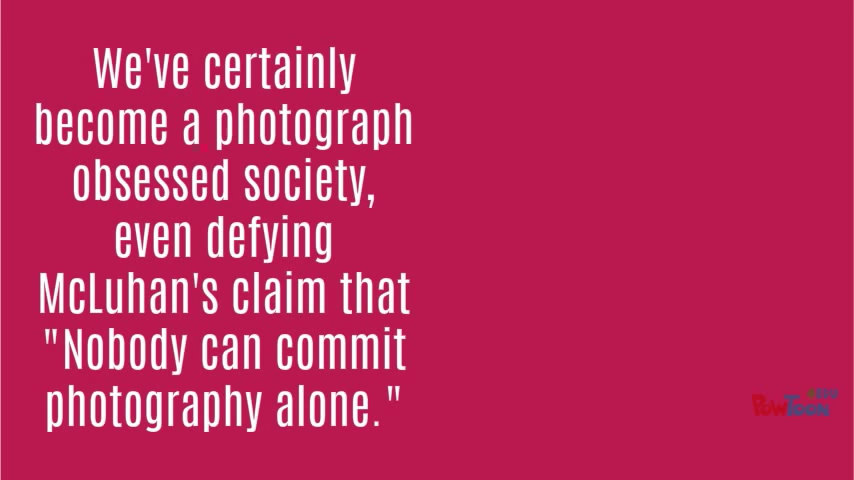 We've certainly
become a photograph
obsessed society,
even defying
McLuhan's claim that
"Nobody can commit
photography alone."
PowToon